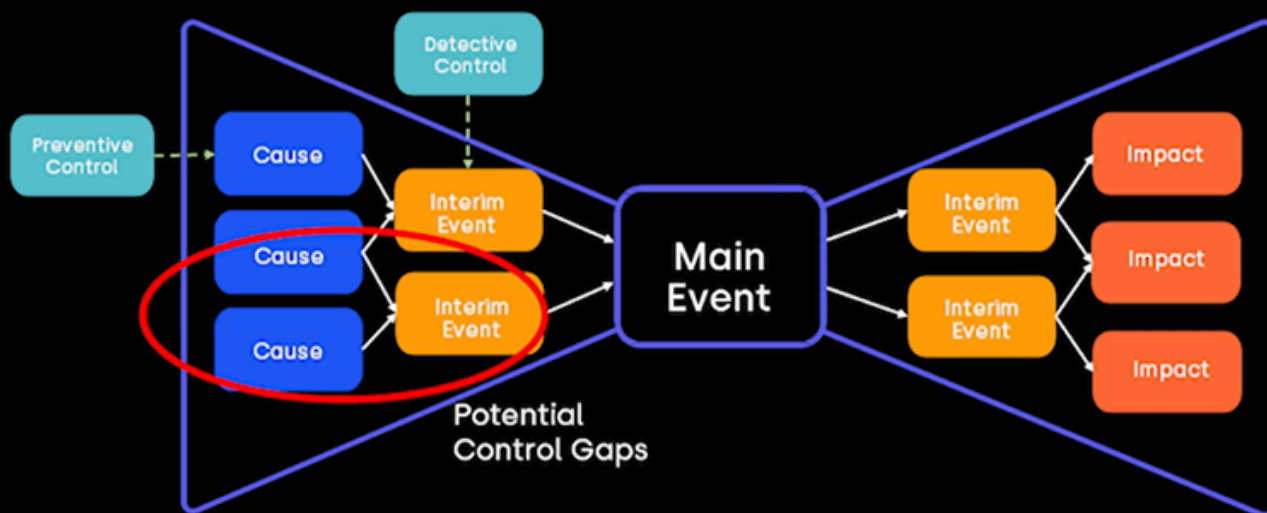 Detective
Control
Preventive
Control
Cause
Impact
Interim
Event
Interim
Event
Cause
Main
Event
Impact
Interim
Event
Interim
Event
Cause
Impact
Potential
Control Gaps